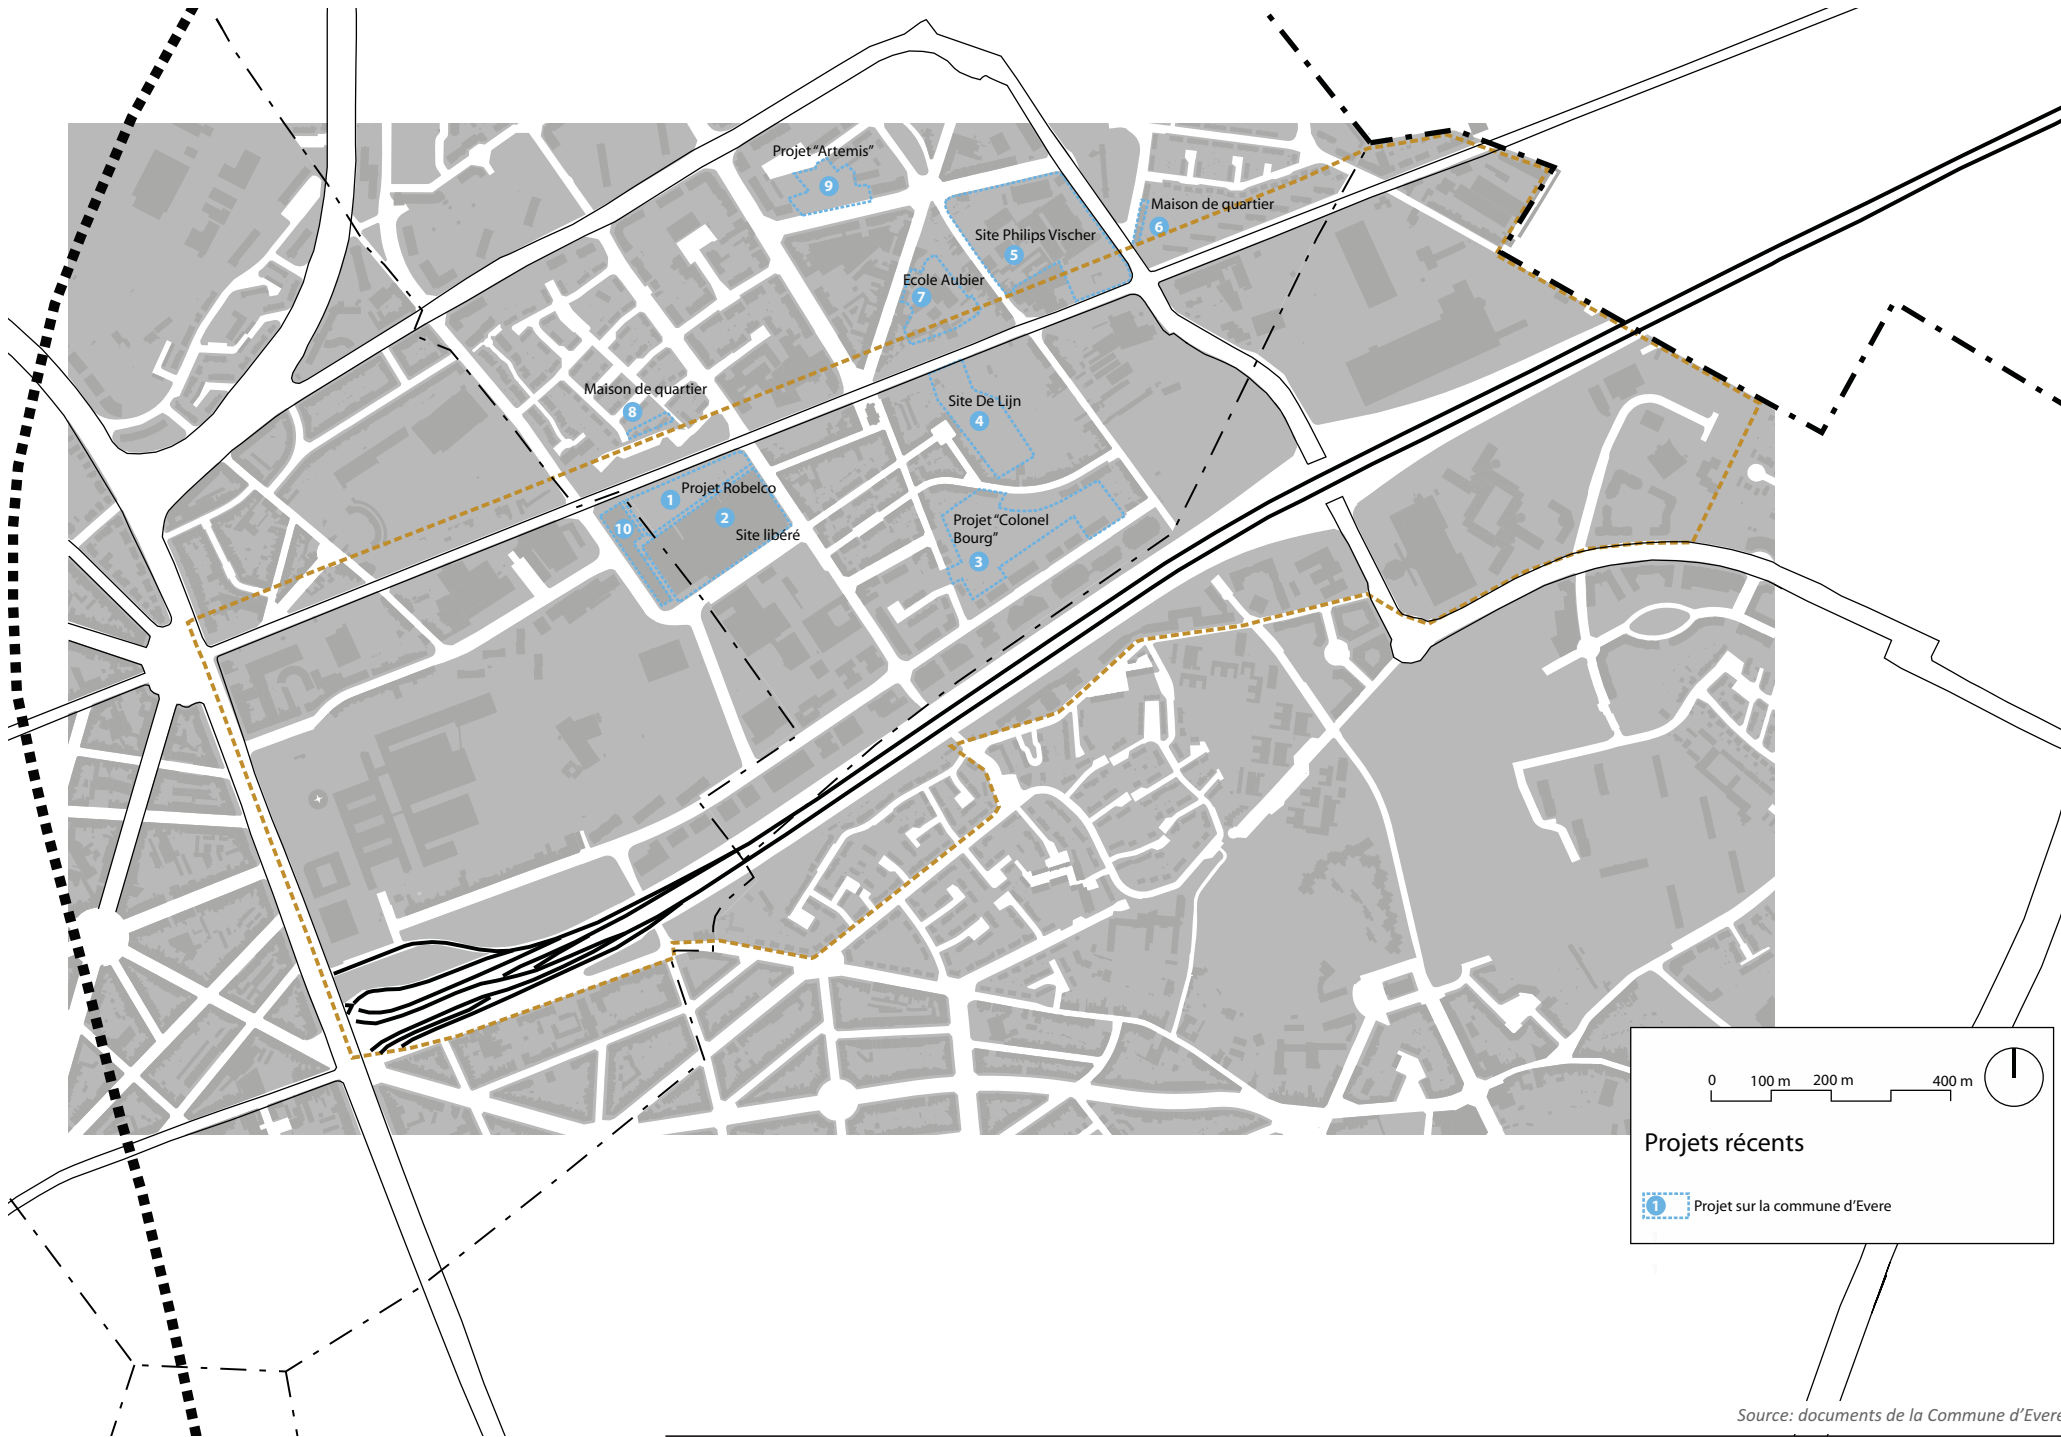 Projet “Artemis”
9
Maison de quartier
6
Site Philips Vischer
5
Ecole Aubier
7
Maison de quartier
8
Site De Lijn
4
Projet Robelco
1
2
10
Site libéré
Projet “Colonel
Bourg”
3
0 100 m 200 m 400 m
Projets récents
1 Projet sur la commune d’Evere
Source: documents de la Commune d’Evere